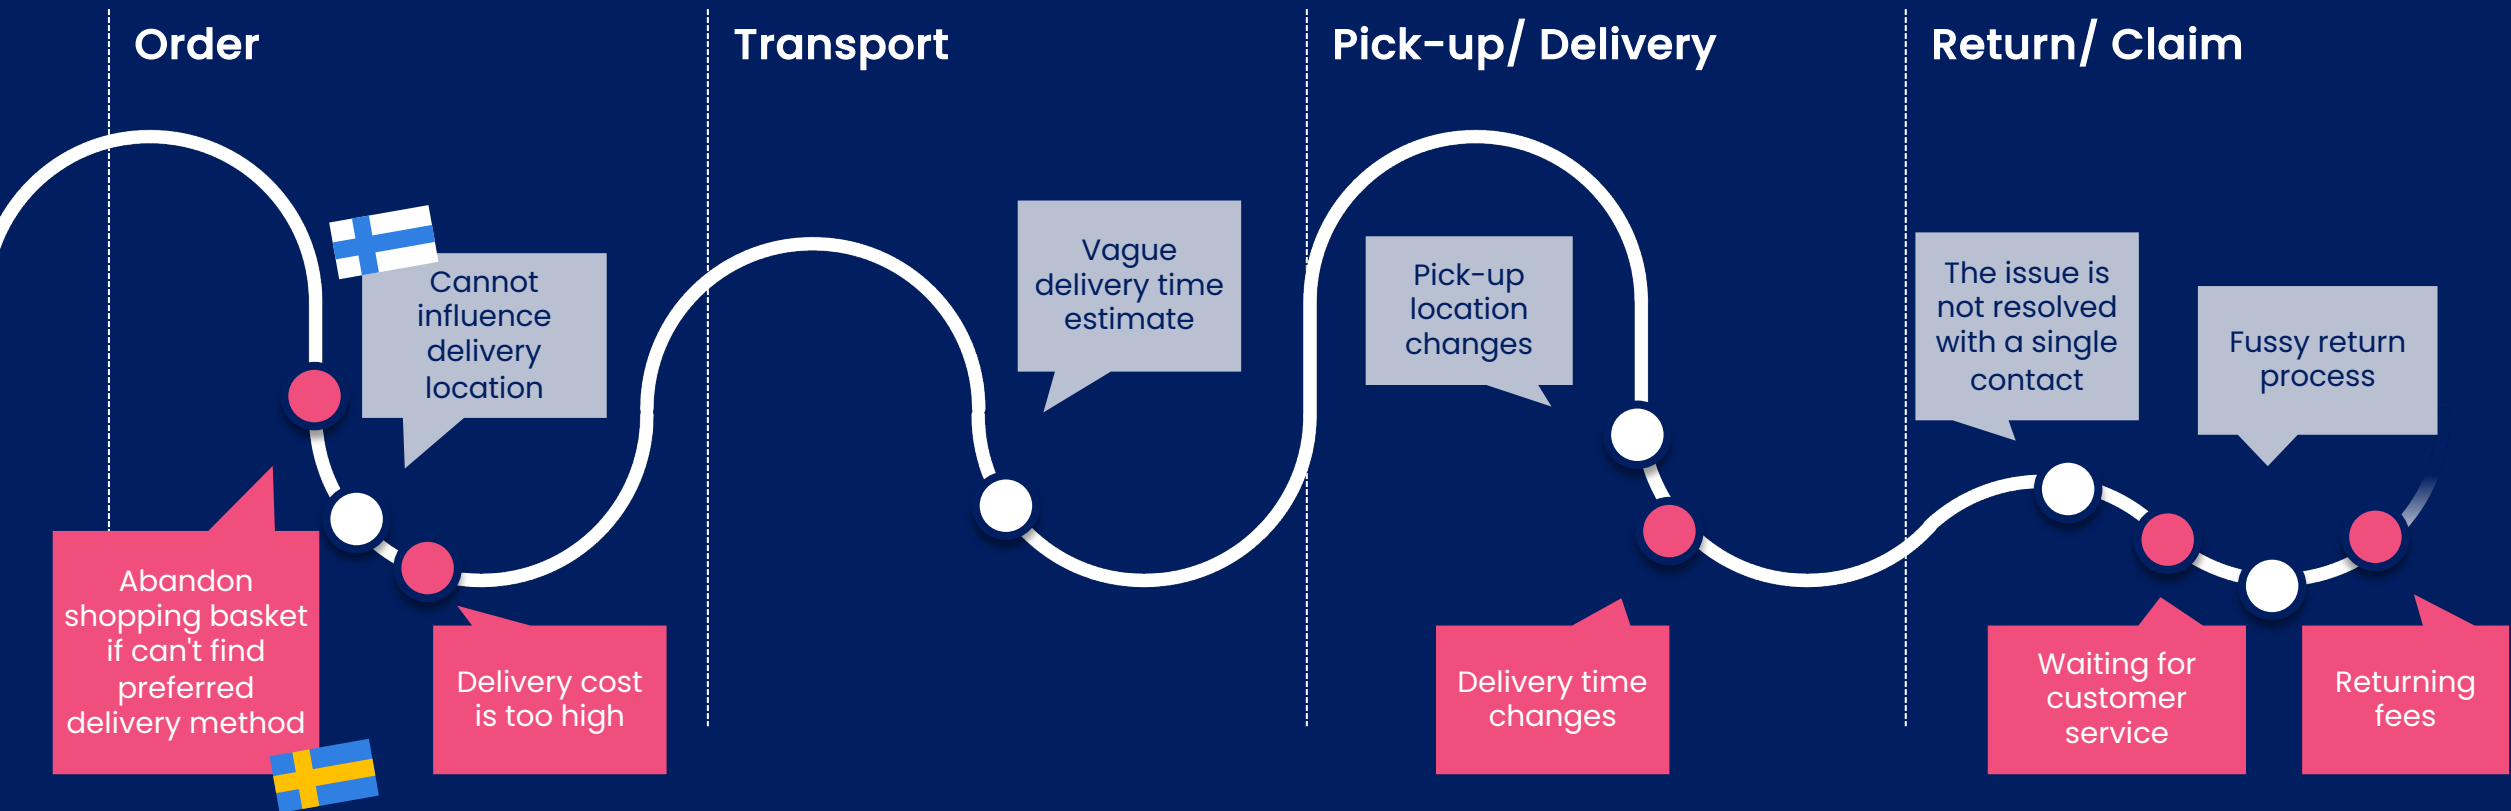 Order
Transport
Pick-up/ Delivery
Return/ Claim
Cannot
influence
delivery
location
Vague
delivery time
estimate
Pick-up
location
changes
The issue is
not resolved
with a single
contact
Fussy return
process
Abandon
shopping basket
if can't find
preferred
delivery method
Delivery cost
is too high
Delivery time
changes
Waiting for
customer
service
Returning
fees